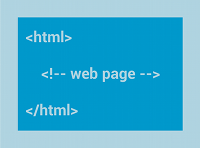 <html>
<!-- web page -->
</html>